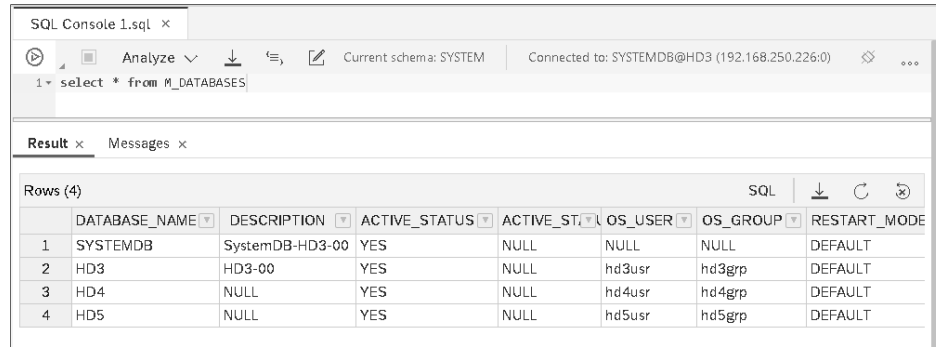 SQL Console 1.sql ×
Analyze Current schema: SYSTEM Connected to: SYSTEMDB@HD3 (192.168.250.226:0)
1 select * from M_DATABASES
Result × Messages ×
Rows (4) SQL
DATABASE_NAME DESCRIPTION ACTIVE_STATUS ACTIVE_STA OS_USER OS_GROUP RESTART_MODE
1 SYSTEMDB SystemDB-HD3-00 YES NULL NULL NULL DEFAULT
2 HD3 HD3-00 YES NULL hd3usr hd3grp DEFAULT
3 HD4 NULL YES NULL hd4usr hd4grp DEFAULT
4 HD5 NULL YES NULL hd5usr hd5grp DEFAULT